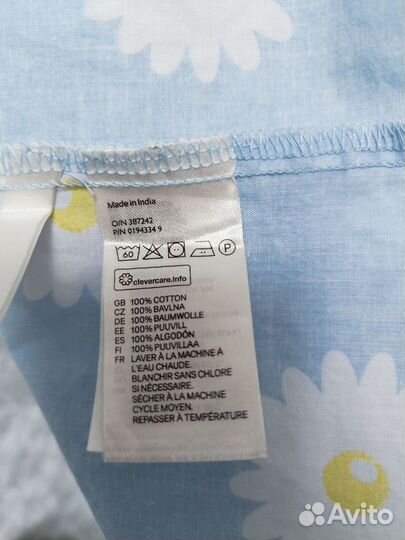 Made in India
O/N 387242
P/N 0194334 9
60 P
clevercare.info
GB 100% COTTON
CZ 100% BAVLNA
DE 100% BAUMWOLLE
EE 100% PUUVILL
ES 100% ALGODÓN
FI 100% PUUVILLAA
FR LAVER À LA MACHINE À
L'EAU CHAUDE.
BLANCHIR SANS CHLORE
SI NÉCESSAIRE.
SÉCHER À LA MACHINE
CYCLE MOYEN.
REPASSER À TEMPÉRATURE
Avito